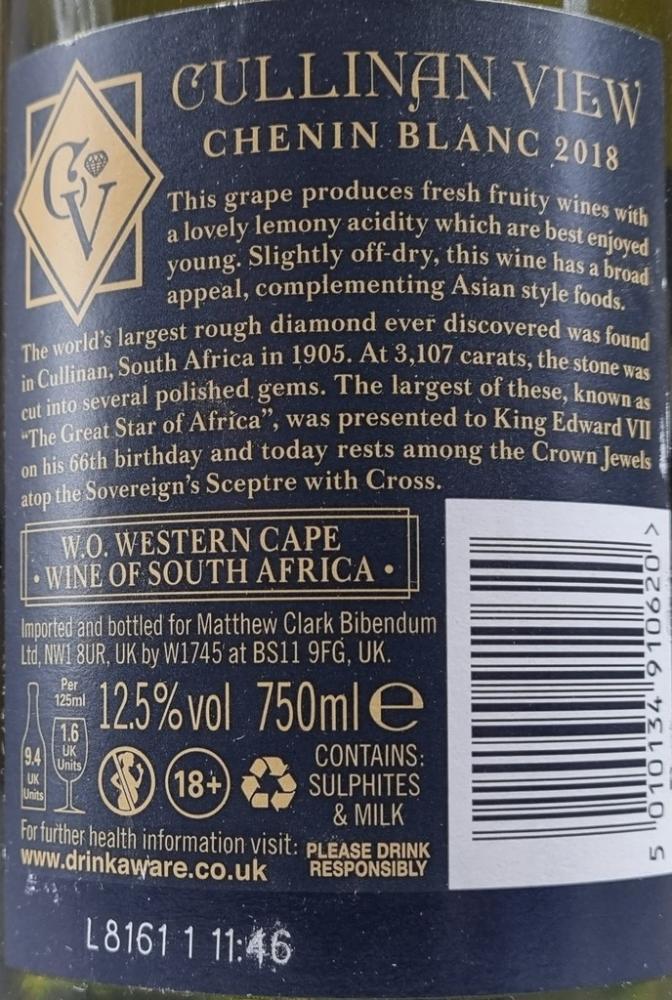 CULLINAN VIEW
CHENIN BLANC 2018
CV
This grape produces fresh fruity wines with
a lovely lemony acidity which are best enjoyed
young. Slightly off-dry, this wine has a broad
appeal, complementing Asian style foods.
The world's largest rough diamond ever discovered was found
in Cullinan, South Africa in 1905. At 3,107 carats, the stone was
cut into several polished gems. The largest of these, known as
"The Great Star of Africa", was presented to King Edward VII
on his 66th birthday and today rests among the Crown Jewels
atop the Sovereign's Sceptre with Cross.
W.O. WESTERN CAPE
• WINE OF SOUTH AFRICA •
Imported and bottled for Matthew Clark Bibendum
Ltd, NW1 8UR, UK by W1745 at BS11 9FG, UK.
Per
125ml
1.6
UK
Units
9.4
UK
Units
12.5% vol 750ml e
18+
CONTAINS:
SULPHITES
& MILK
For further health information visit:
www.drinkaware.co.uk
PLEASE DRINK
RESPONSIBLY
5 010134 910620 >
L8161 1 11:46